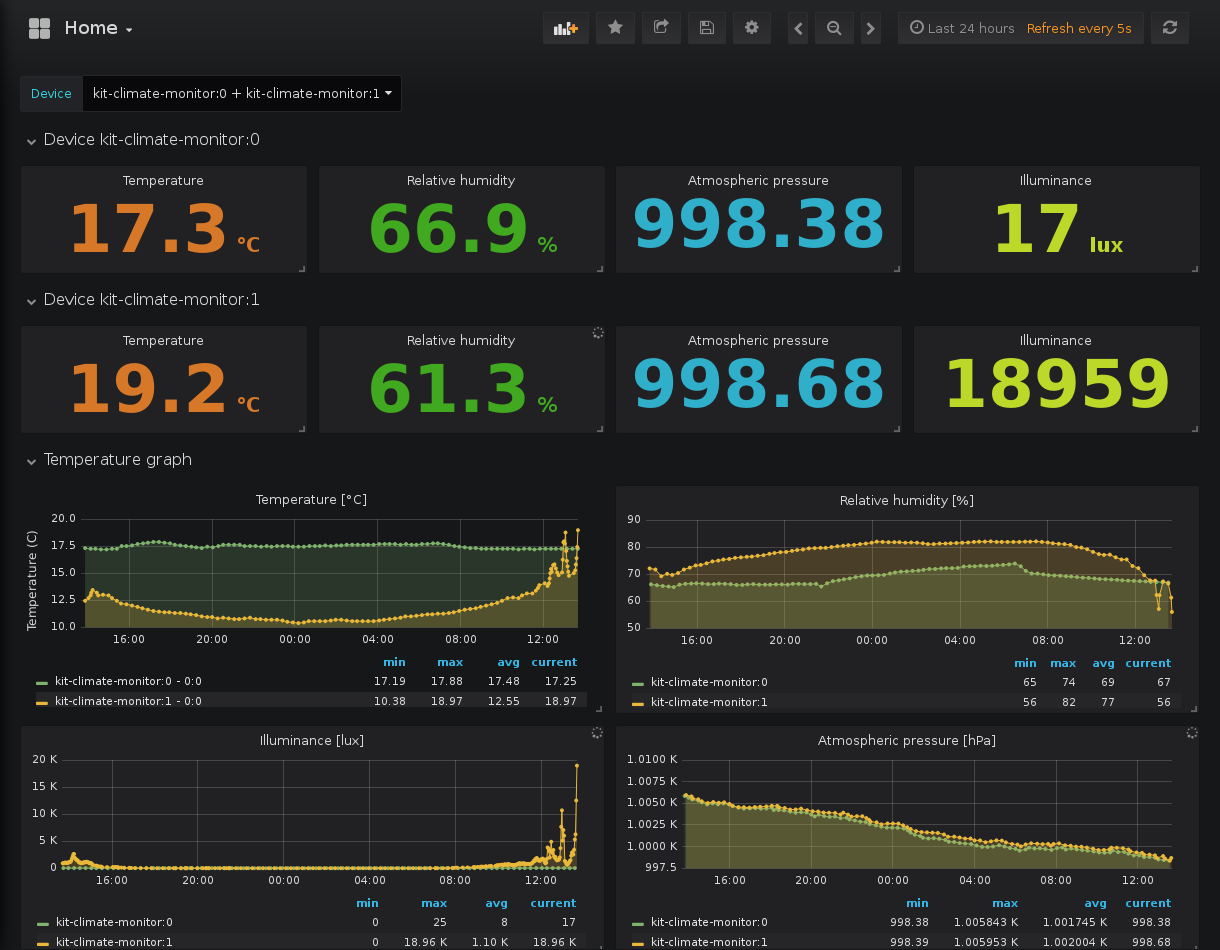 Home
Last 24 hours Refresh every 5s
Device kit-climate-monitor:0 + kit-climate-monitor:1
Device kit-climate-monitor:0
Temperature Relative humidity Atmospheric pressure Illuminance
17.3 °C 66.9 % 998.38 17 lux
Device kit-climate-monitor:1
Temperature Relative humidity Atmospheric pressure Illuminance
19.2 °C 61.3 % 998.68 18959
Temperature graph
Temperature [°C]
Temperature (C)
20.0
17.5
15.0
12.5
10.0
16:00 20:00 00:00 04:00 08:00 12:00
min max avg current
kit-climate-monitor:0 - 0:0 17.19 17.88 17.48 17.25
kit-climate-monitor:1 - 0:0 10.38 18.97 12.55 18.97
Relative humidity [%]
90
80
70
60
50
16:00 20:00 00:00 04:00 08:00 12:00
min max avg current
kit-climate-monitor:0 65 74 69 67
kit-climate-monitor:1 56 82 77 56
Illuminance [lux]
20 K
15 K
10 K
5 K
0
16:00 20:00 00:00 04:00 08:00 12:00
min max avg current
kit-climate-monitor:0 0 25 8 17
kit-climate-monitor:1 0 18.96 K 1.10 K 18.96 K
Atmospheric pressure [hPa]
1.0100 K
1.0075 K
1.0050 K
1.0025 K
1.0000 K
997.5
16:00 20:00 00:00 04:00 08:00 12:00
min max avg current
kit-climate-monitor:0 998.38 1.005843 K 1.001745 K 998.38
kit-climate-monitor:1 998.39 1.005953 K 1.002004 K 998.68